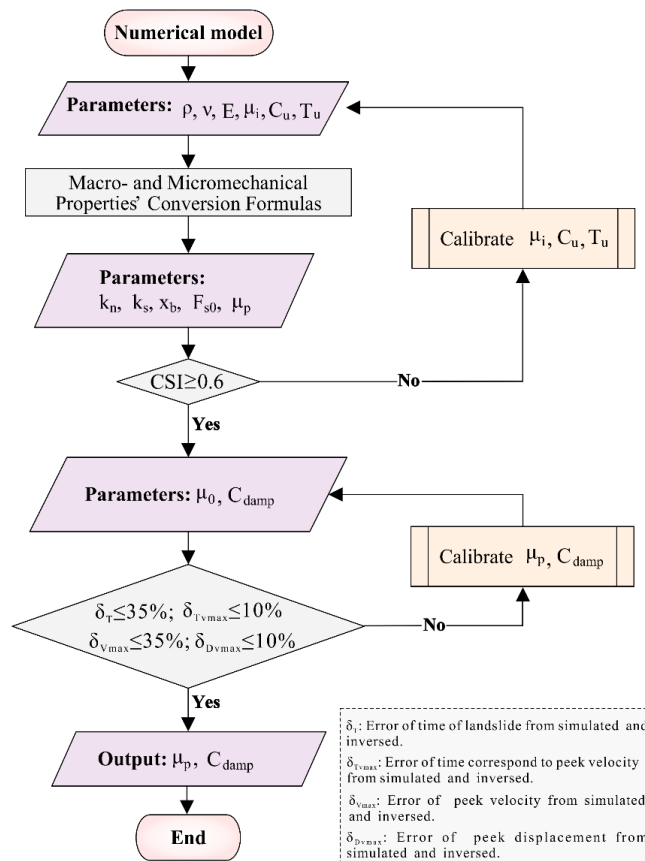 Numerical model
Parameters: ρ, ν, E, μi, Cu, Tu
Macro- and Micromechanical
Properties' Conversion Formulas
Calibrate μi, Cu, Tu
Parameters:
kn, ks, xb, Fs0, μp
CSI≥0.6
No
Yes
Parameters: μ0, Cdamp
Calibrate μp, Cdamp
δT≤35%; δTvmax≤10%
δVmax≤35%; δDvmax≤10%
No
Yes
Output: μp, Cdamp
End
δT: Error of time of landslide from simulated and
inversed.
δTvmax: Error of time correspond to peek velocity
from simulated and inversed.
δVmax: Error of peek velocity from simulated
and inversed.
δDvmax: Error of peek displacement from
simulated and inversed.